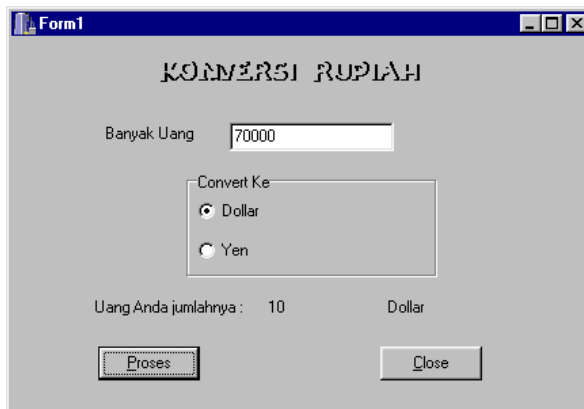 Form1
KONVERSI RUPIAH
Banyak Uang 70000
Convert Ke
Dollar
Yen
Uang Anda jumlahnya : 10 Dollar
Proses Close